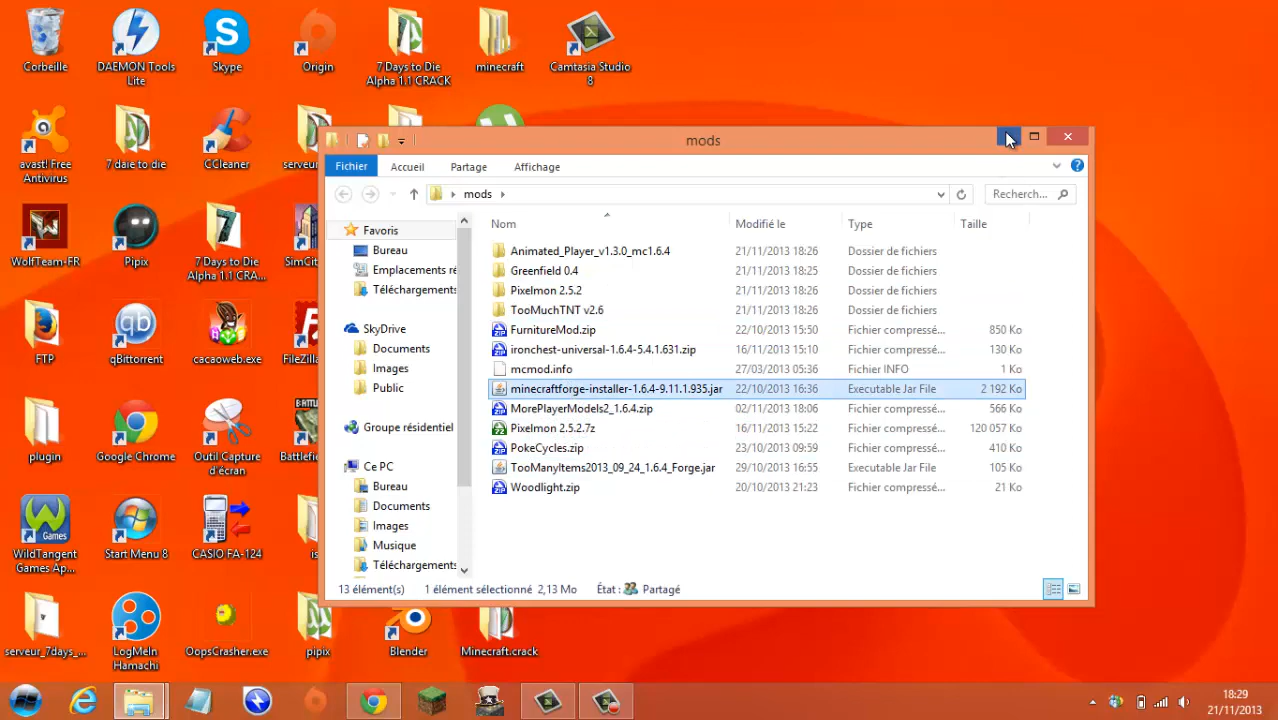 Corbeille
DAEMON Tools
Lite
Skype
Origin
7 Days to Die
Alpha 1.1 CRACK
minecraft
Camtasia Studio
8
avast! Free
Antivirus
7 daie to die
CCleaner
serveur
WolfTeam-FR
Pipix
7 Days to Die
Alpha 1.1 CRA...
SimCit
FTP
qBittorrent
cacaoweb.exe
FileZilla
plugin
Google Chrome
Outil Capture
d'écran
Battlefie
WildTangent
Games Ap...
Start Menu 8
CASIO FA-124
is
serveur_7days_...
LogMeIn
Hamachi
OopsCrasher.exe
pipix
Blender
Minecraft.crack
mods
Fichier
Accueil
Partage
Affichage
mods
Recherc...
Favoris
Bureau
Emplacements ré
Téléchargements
SkyDrive
Documents
Images
Public
Groupe résidentiel
Ce PC
Bureau
Documents
Images
Musique
Téléchargements
Nom Modifié le Type Taille
Animated_Player_v1.3.0_mc1.6.4 21/11/2013 18:26 Dossier de fichiers
Greenfield 0.4 21/11/2013 18:25 Dossier de fichiers
Pixelmon 2.5.2 21/11/2013 18:26 Dossier de fichiers
TooMuchTNT v2.6 21/11/2013 18:26 Dossier de fichiers
FurnitureMod.zip 22/10/2013 15:50 Fichier compressé... 850 Ko
ironchest-universal-1.6.4-5.4.1.631.zip 16/11/2013 15:10 Fichier compressé... 130 Ko
mcmod.info 27/03/2013 05:36 Fichier INFO 1 Ko
minecraftforge-installer-1.6.4-9.11.1.935.jar 22/10/2013 16:36 Executable Jar File 2 192 Ko
MorePlayerModels2_1.6.4.zip 02/11/2013 18:06 Fichier compressé... 566 Ko
Pixelmon 2.5.2.7z 16/11/2013 15:22 Fichier compressé... 120 057 Ko
PokeCycles.zip 23/10/2013 09:59 Fichier compressé... 410 Ko
TooManyItems2013_09_24_1.6.4_Forge.jar 29/10/2013 16:55 Executable Jar File 105 Ko
Woodlight.zip 20/10/2013 21:23 Fichier compressé... 21 Ko
13 élément(s) 1 élément sélectionné 2,13 Mo État : Partagé
18:29
21/11/2013